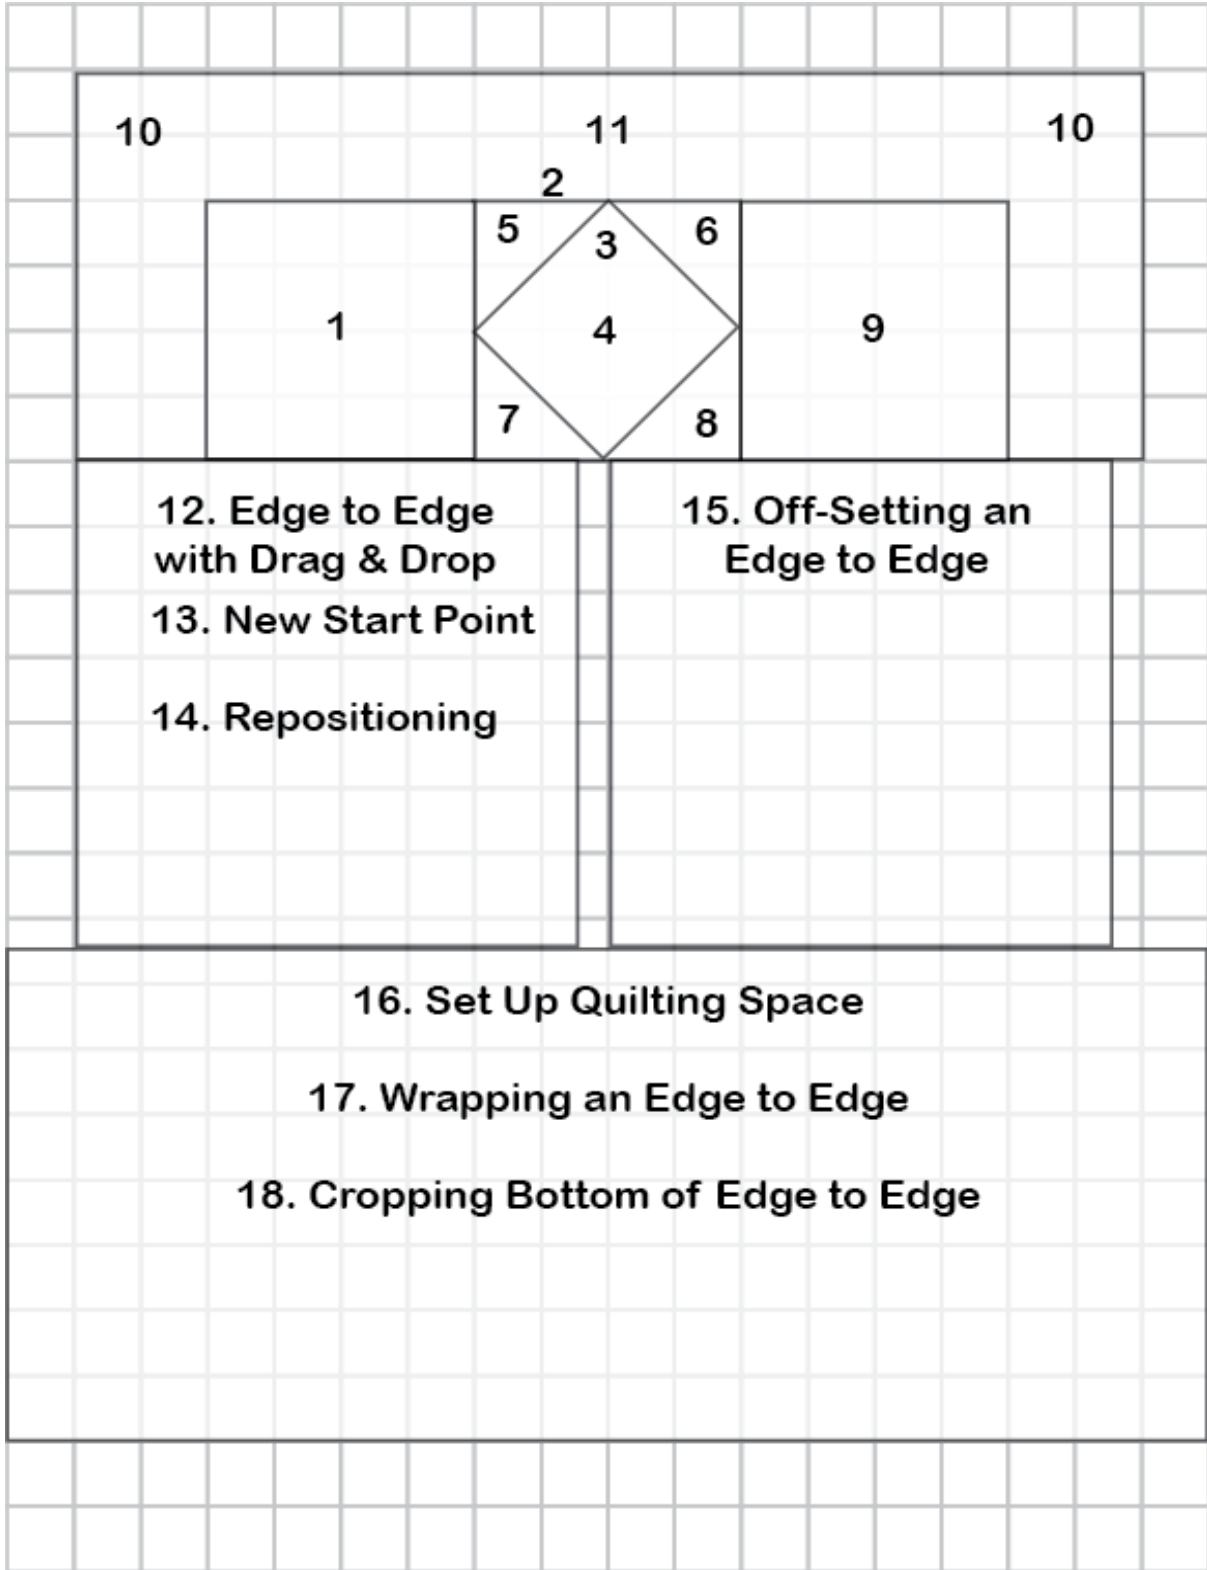 10 11 10
2
5 6
3
1 4 9
7 8
12. Edge to Edge
with Drag & Drop
13. New Start Point
14. Repositioning
15. Off-Setting an
Edge to Edge
16. Set Up Quilting Space
17. Wrapping an Edge to Edge
18. Cropping Bottom of Edge to Edge